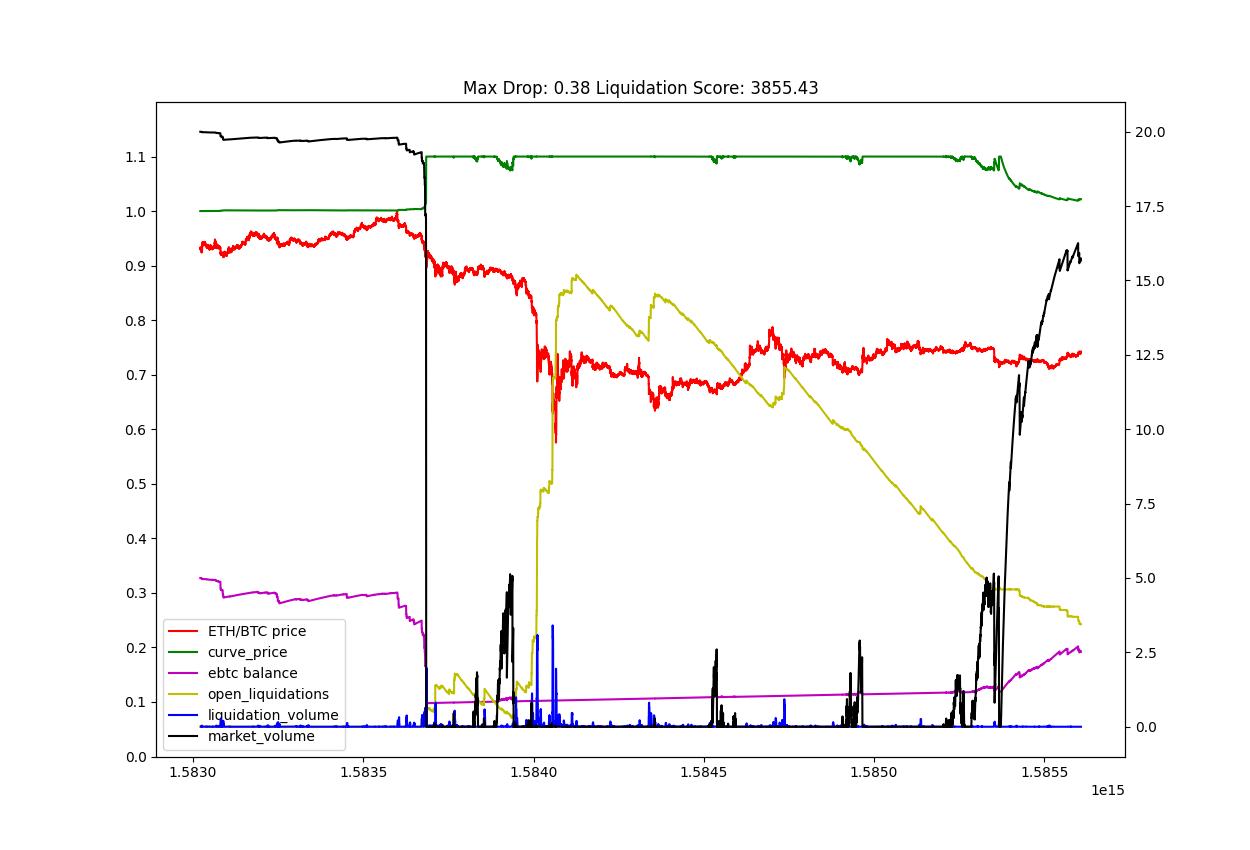 Max Drop: 0.38 Liquidation Score: 3855.43
1.1
1.0
0.9
0.8
0.7
0.6
0.5
0.4
0.3
0.2
0.1
0.0
20.0
17.5
15.0
12.5
10.0
7.5
5.0
2.5
0.0
ETH/BTC price
curve_price
ebtc balance
open_liquidations
liquidation_volume
market_volume
1.5830 1.5835 1.5840 1.5845 1.5850 1.5855
1e15